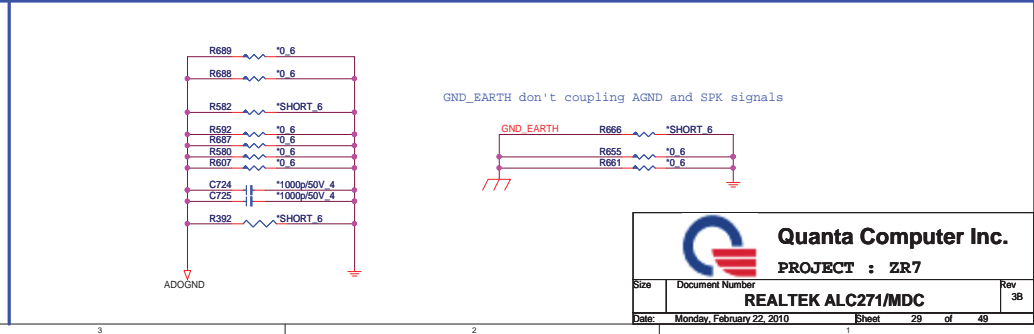 R689 *0_6
R688 *0_6
R582 *SHORT_6
R592 *0_6
R687 *0_6
R580 *0_6
R607 *0_6
C724 *1000p/50V_4
C725 *1000p/50V_4
R392 *SHORT_6
ADOGND
GND_EARTH don't coupling AGND and SPK signals
GND_EARTH R666 *SHORT_6
R655 *0_6
R661 *0_6
Quanta Computer Inc.
PROJECT : ZR7
Size Document Number Rev
REALTEK ALC271/MDC 3B
Date: Monday, February 22, 2010 Sheet 29 of 49
3 2 1